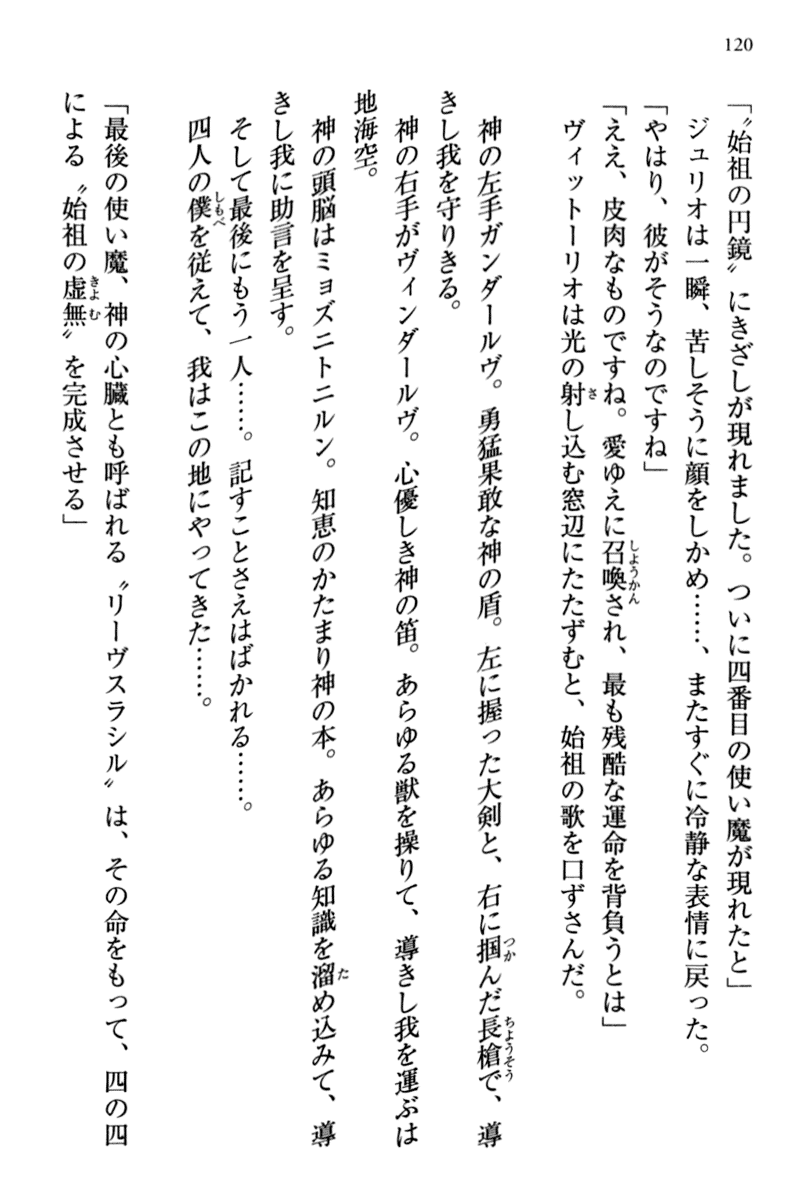 120
「〝始祖の円鏡〟にきざしが現れました。ついに四番目の使い魔が現れたと」
ジュリオは一瞬、苦しそうに顔をしかめ……、またすぐに冷静な表情に戻った。
「やはり、彼がそうなのですね」
「ええ、皮肉なものですね。愛ゆえに召喚され、最も残酷な運命を背負うとは」
ヴィットーリオは光の射し込む窓辺にたたずむと、始祖の歌を口ずさんだ。
神の左手ガンダールヴ。勇猛果敢な神の盾。左に握った大剣と、右に掴んだ長槍で、導
きし我を守りきる。
神の右手がヴィンダールヴ。心優しき神の笛。あらゆる獣を操りて、導きし我を運ぶは
地海空。
神の頭脳はミョズニトニルン。知恵のかたまり神の本。あらゆる知識を溜め込みて、導
きし我に助言を呈す。
そして最後にもう一人……。記すことさえはばかれる……。
四人の僕を従えて、我はこの地にやってきた……。
「最後の使い魔、神の心臓とも呼ばれる〝リーヴスラシル〟は、その命をもって、四の四
による〝始祖の虚無〟を完成させる」